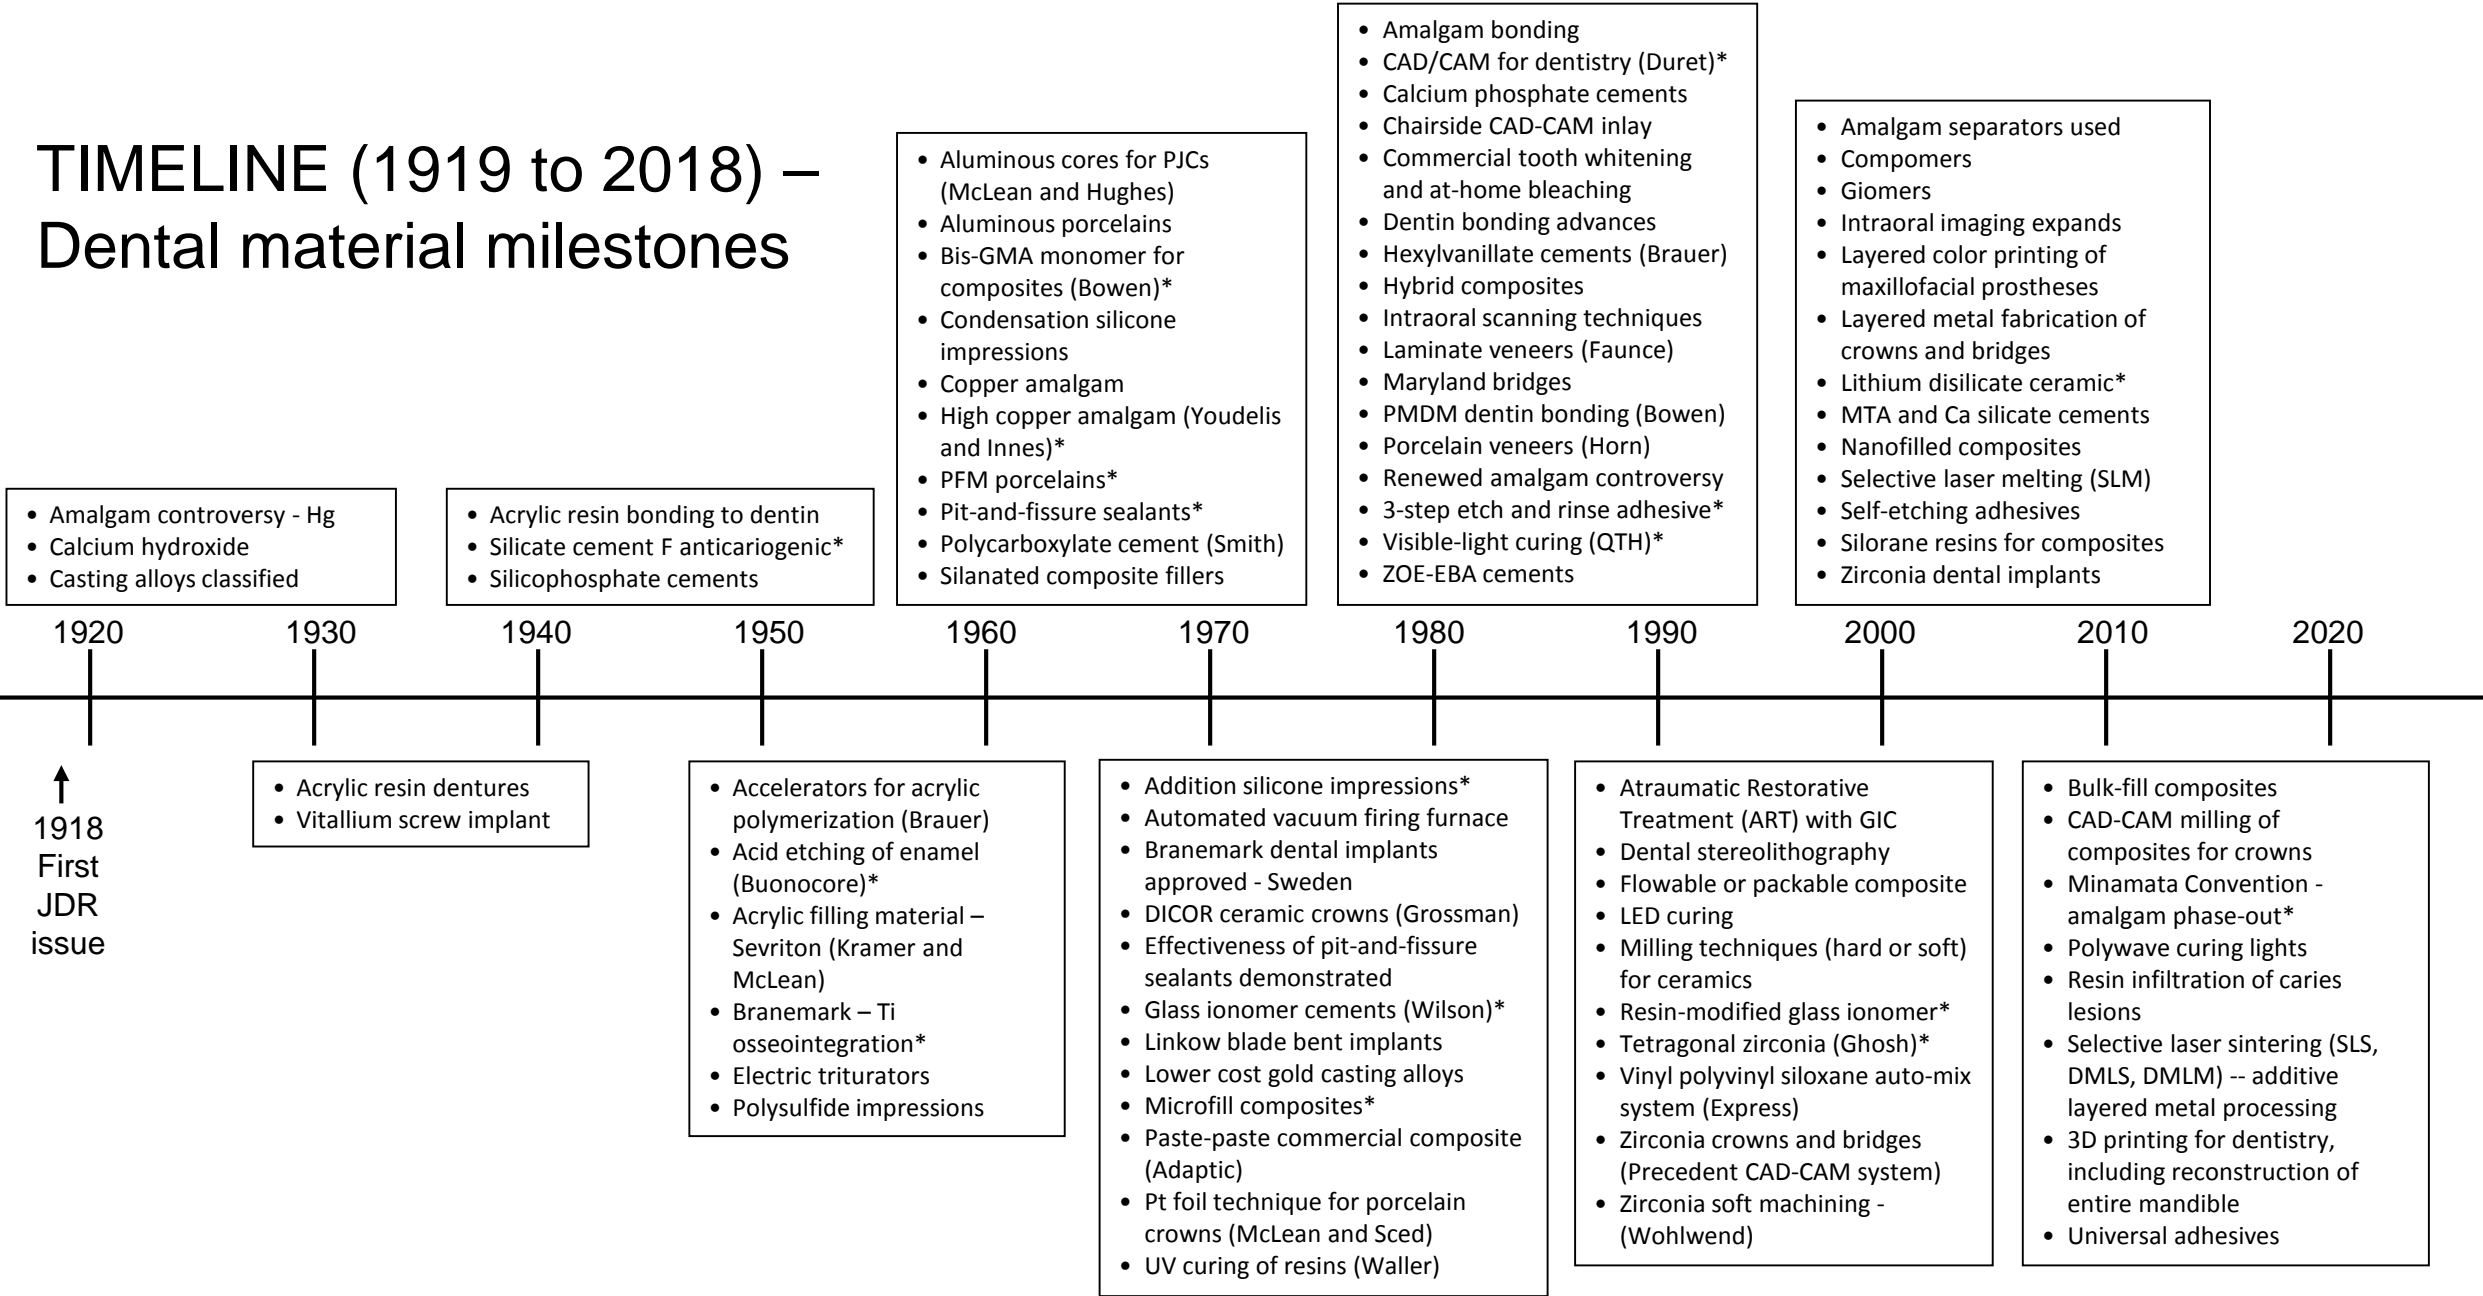 TIMELINE (1919 to 2018) –
Dental material milestones
• Amalgam controversy - Hg
• Calcium hydroxide
• Casting alloys classified
• Acrylic resin bonding to dentin
• Silicate cement F anticariogenic*
• Silicophosphate cements
• Aluminous cores for PJCs
(McLean and Hughes)
• Aluminous porcelains
• Bis-GMA monomer for
composites (Bowen)*
• Condensation silicone
impressions
• Copper amalgam
• High copper amalgam (Youdelis
and Innes)*
• PFM porcelains*
• Pit-and-fissure sealants*
• Polycarboxylate cement (Smith)
• Silanated composite fillers
• Amalgam bonding
• CAD/CAM for dentistry (Duret)*
• Calcium phosphate cements
• Chairside CAD-CAM inlay
• Commercial tooth whitening
and at-home bleaching
• Dentin bonding advances
• Hexylvanillate cements (Brauer)
• Hybrid composites
• Intraoral scanning techniques
• Laminate veneers (Faunce)
• Maryland bridges
• PMDM dentin bonding (Bowen)
• Porcelain veneers (Horn)
• Renewed amalgam controversy
• 3-step etch and rinse adhesive*
• Visible-light curing (QTH)*
• ZOE-EBA cements
• Amalgam separators used
• Compomers
• Giomers
• Intraoral imaging expands
• Layered color printing of
maxillofacial prostheses
• Layered metal fabrication of
crowns and bridges
• Lithium disilicate ceramic*
• MTA and Ca silicate cements
• Nanofilled composites
• Selective laser melting (SLM)
• Self-etching adhesives
• Silorane resins for composites
• Zirconia dental implants
1920 1930 1940 1950 1960 1970 1980 1990 2000 2010 2020
1918
First
JDR
issue
• Acrylic resin dentures
• Vitallium screw implant
• Accelerators for acrylic
polymerization (Brauer)
• Acid etching of enamel
(Buonocore)*
• Acrylic filling material –
Sevriton (Kramer and
McLean)
• Branemark – Ti
osseointegration*
• Electric triturators
• Polysulfide impressions
• Addition silicone impressions*
• Automated vacuum firing furnace
• Branemark dental implants
approved - Sweden
• DICOR ceramic crowns (Grossman)
• Effectiveness of pit-and-fissure
sealants demonstrated
• Glass ionomer cements (Wilson)*
• Linkow blade bent implants
• Lower cost gold casting alloys
• Microfill composites*
• Paste-paste commercial composite
(Adaptic)
• Pt foil technique for porcelain
crowns (McLean and Sced)
• UV curing of resins (Waller)
• Atraumatic Restorative
Treatment (ART) with GIC
• Dental stereolithography
• Flowable or packable composite
• LED curing
• Milling techniques (hard or soft)
for ceramics
• Resin-modified glass ionomer*
• Tetragonal zirconia (Ghosh)*
• Vinyl polyvinyl siloxane auto-mix
system (Express)
• Zirconia crowns and bridges
(Precedent CAD-CAM system)
• Zirconia soft machining -
(Wohlwend)
• Bulk-fill composites
• CAD-CAM milling of
composites for crowns
• Minamata Convention -
amalgam phase-out*
• Polywave curing lights
• Resin infiltration of caries
lesions
• Selective laser sintering (SLS,
DMLS, DMLM) -- additive
layered metal processing
• 3D printing for dentistry,
including reconstruction of
entire mandible
• Universal adhesives